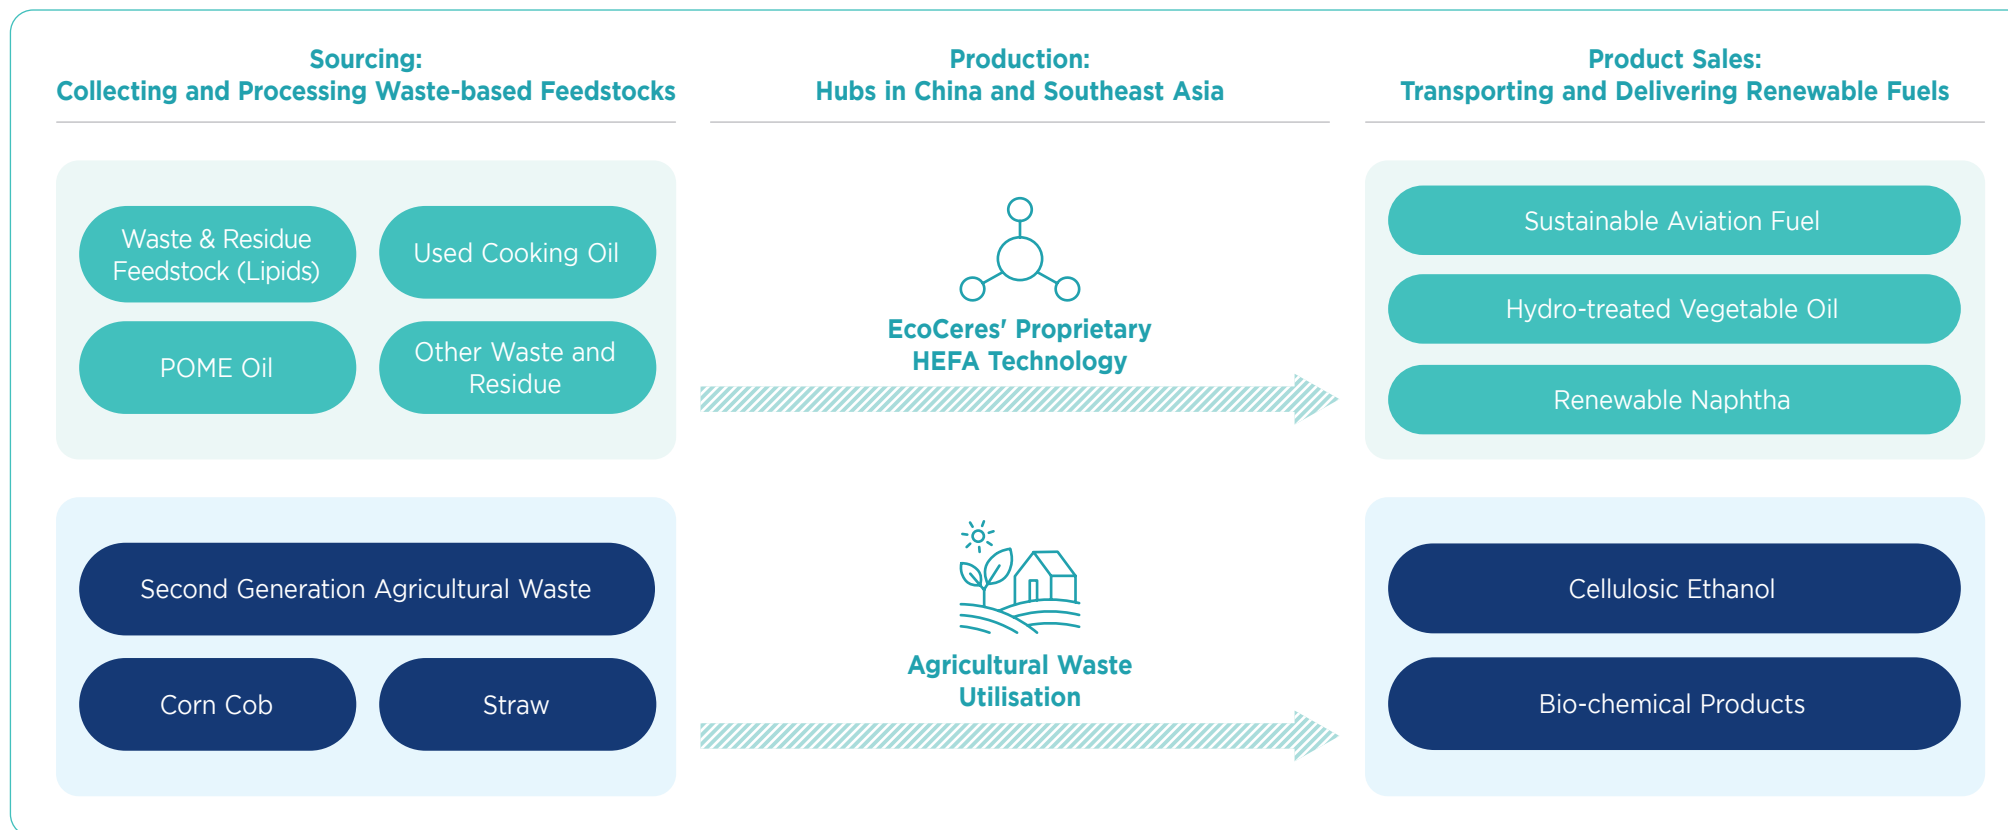 Sourcing:
Collecting and Processing Waste-based Feedstocks
Production:
Hubs in China and Southeast Asia
Product Sales:
Transporting and Delivering Renewable Fuels
Waste & Residue
Feedstock (Lipids)
Used Cooking Oil
POME Oil
Other Waste and
Residue
EcoCeres' Proprietary
HEFA Technology
Sustainable Aviation Fuel
Hydro-treated Vegetable Oil
Renewable Naphtha
Second Generation Agricultural Waste
Corn Cob
Straw
Agricultural Waste
Utilisation
Cellulosic Ethanol
Bio-chemical Products